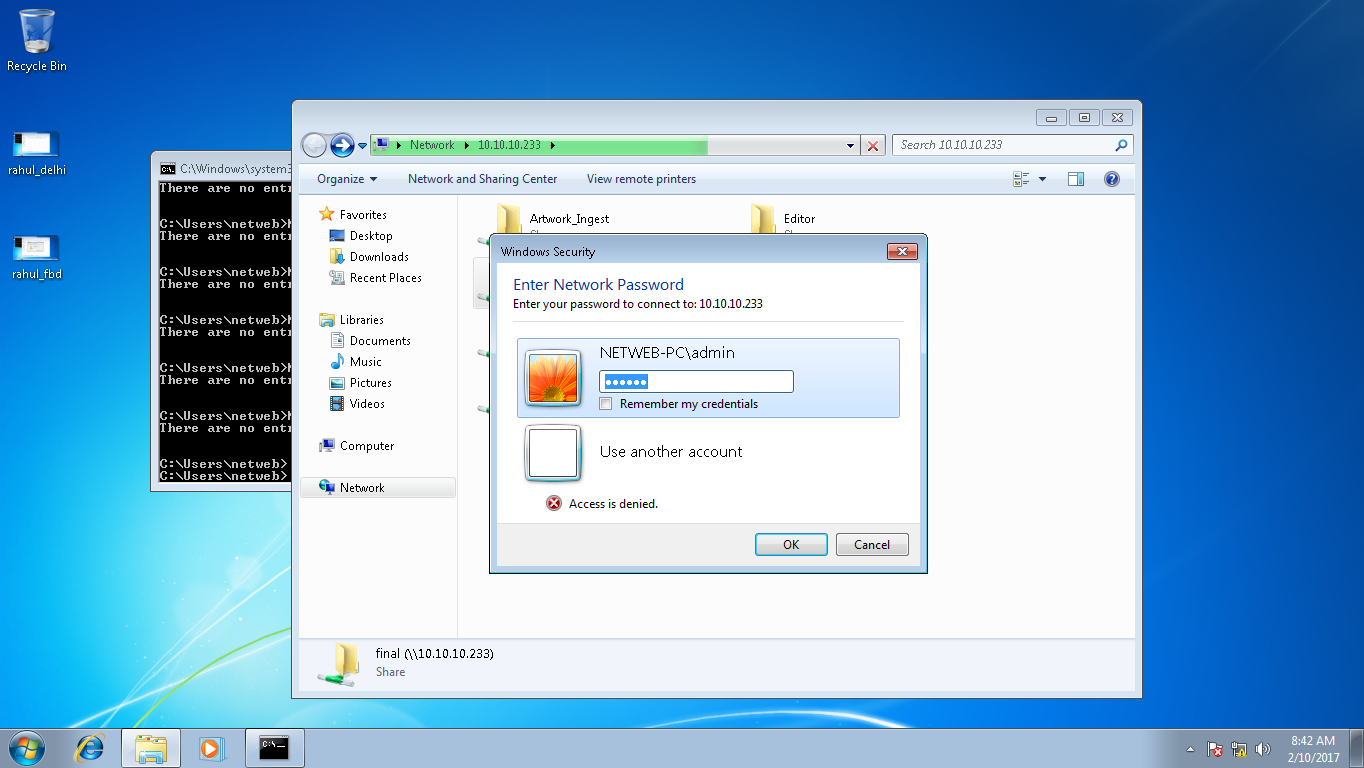 Recycle Bin
rahul_delhi
rahul_fbd
C:\Windows\system3
There are no entr
C:\Users\netweb>
There are no entr
C:\Users\netweb>
There are no entr
C:\Users\netweb>
There are no entr
C:\Users\netweb>
There are no entr
C:\Users\netweb>
There are no entr
C:\Users\netweb>
C:\Users\netweb>
Network 10.10.10.233
Search 10.10.10.233
Organize Network and Sharing Center View remote printers
Favorites
Desktop
Downloads
Recent Places
Libraries
Documents
Music
Pictures
Videos
Computer
Network
Artwork_Ingest Editor
Windows Security
Enter Network Password
Enter your password to connect to: 10.10.10.233
NETWEB-PC\admin
••••••
Remember my credentials
Use another account
Access is denied.
OK Cancel
final (\\10.10.10.233)
Share
C:\_
8:42 AM
2/10/2017